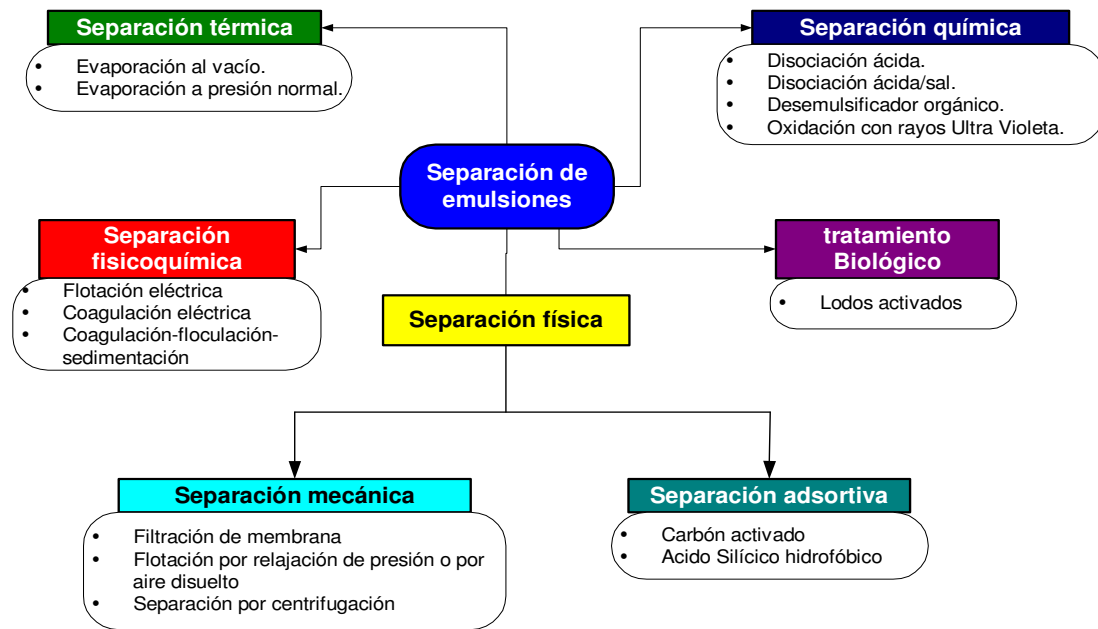 Separación térmica
• Evaporación al vacío.
• Evaporación a presión normal.
Separación química
• Disociación ácida.
• Disociación ácida/sal.
• Desemulsificador orgánico.
• Oxidación con rayos Ultra Violeta.
Separación de
emulsiones
Separación
fisicoquímica
• Flotación eléctrica
• Coagulación eléctrica
• Coagulación-floculación-
sedimentación
tratamiento
Biológico
• Lodos activados
Separación física
Separación mecánica
• Filtración de membrana
• Flotación por relajación de presión o por
aire disuelto
• Separación por centrifugación
Separación adsortiva
• Carbón activado
• Acido Silícico hidrofóbico